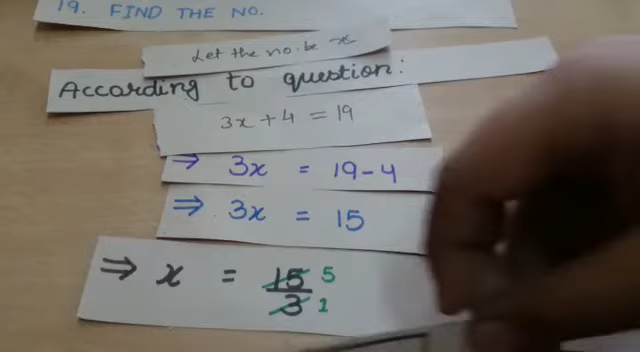 19. FIND THE NO.
Let the no. be x
According to question:
3x + 4 = 19
⇒ 3x = 19 - 4
⇒ 3x = 15
⇒ x = 15/3 5 1